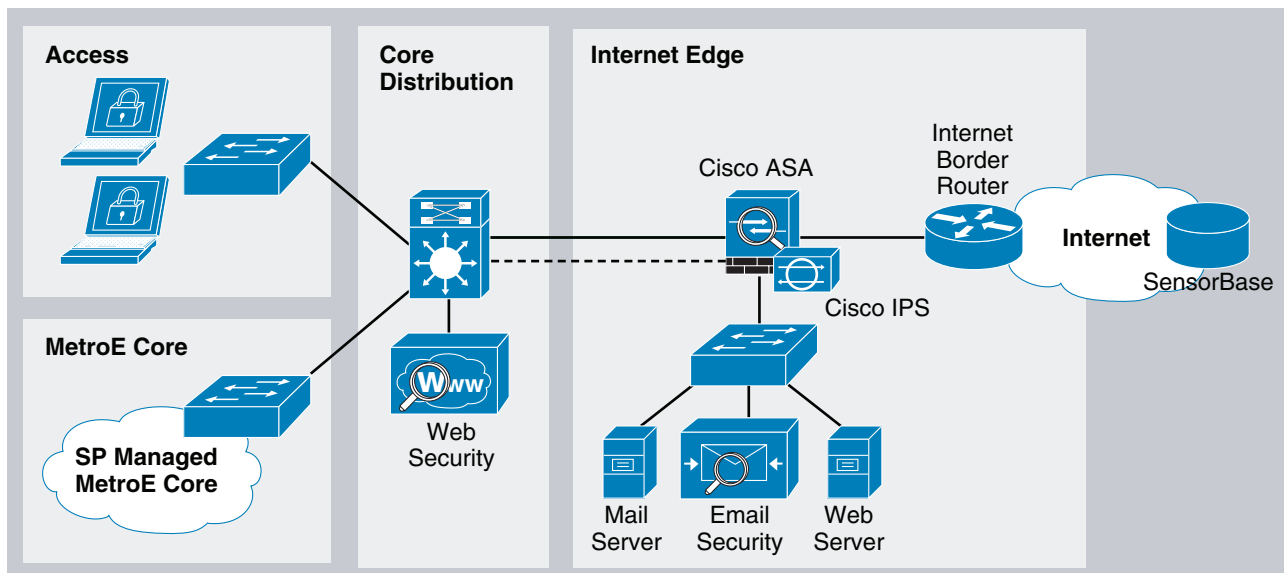 Access
Core
Distribution
Internet Edge
Internet
Border
Router
Cisco ASA
Internet
SensorBase
Cisco IPS
MetroE Core
SP Managed
MetroE Core
Www
Web
Security
Mail
Server
Email
Security
Web
Server